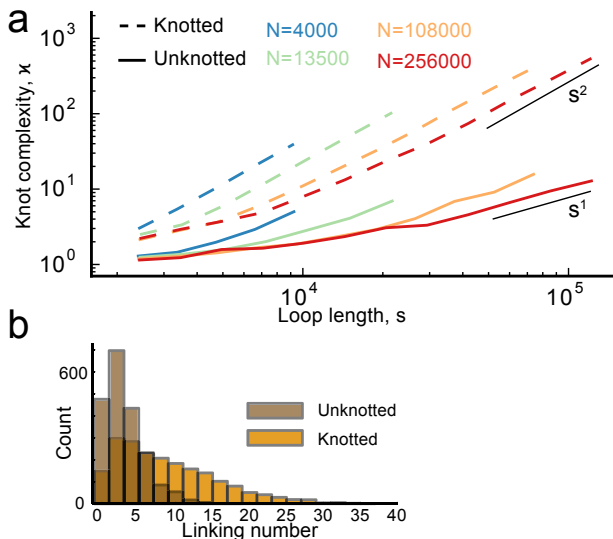 a
Knotted N=4000 N=108000
Unknotted N=13500 N=256000
Knot complexity, ϰ
10³
10²
10¹
10⁰
s²
s¹
10⁴ 10⁵
Loop length, s
b
Count
600
0
Unknotted
Knotted
0 5 10 15 20 25 30 35 40
Linking number